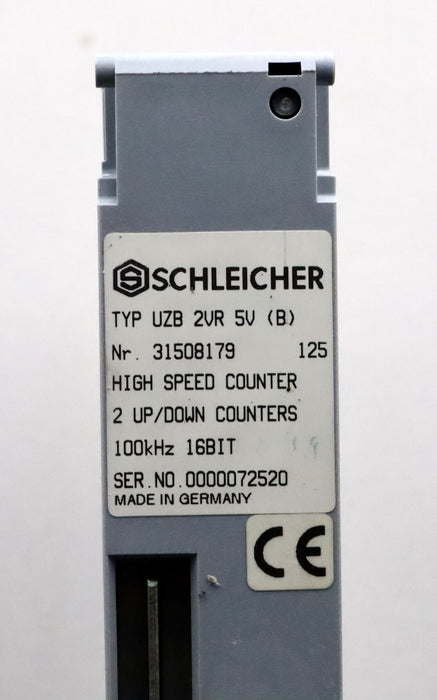 SCHLEICHER
TYP UZB 2VR 5V (B)
Nr. 31508179 125
HIGH SPEED COUNTER
2 UP/DOWN COUNTERS
100kHz 16BIT
SER.NO.0000072520
MADE IN GERMANY
CE